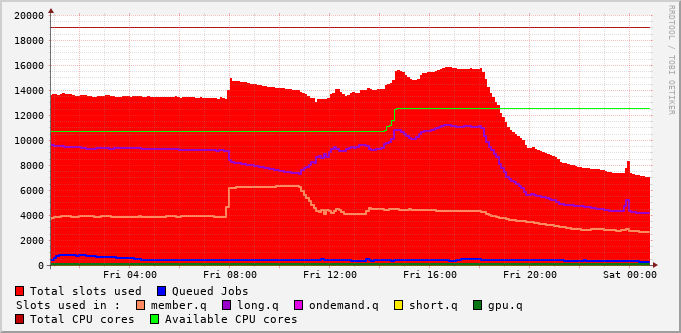 20000
18000
16000
14000
12000
10000
8000
6000
4000
2000
0
Fri 04:00 Fri 08:00 Fri 12:00 Fri 16:00 Fri 20:00 Sat 00:00
RRDTOOL / TOBI OETIKER
Total slots used Queued Jobs
Slots used in : member.q long.q ondemand.q short.q gpu.q
Total CPU cores Available CPU cores